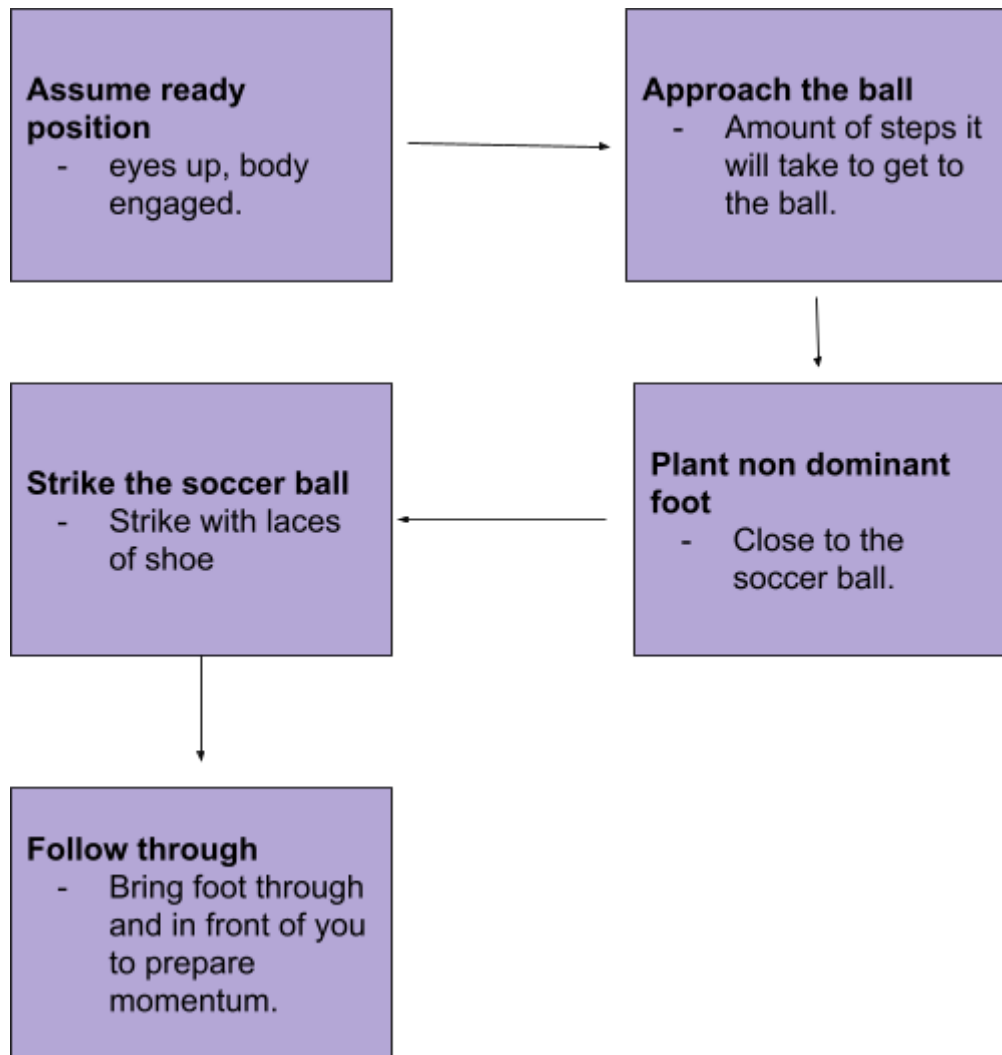 Assume ready
position
- eyes up, body
engaged.
Approach the ball
- Amount of steps it
will take to get to
the ball.
Plant non dominant
foot
- Close to the
soccer ball.
Strike the soccer ball
- Strike with laces
of shoe
Follow through
- Bring foot through
and in front of you
to prepare
momentum.